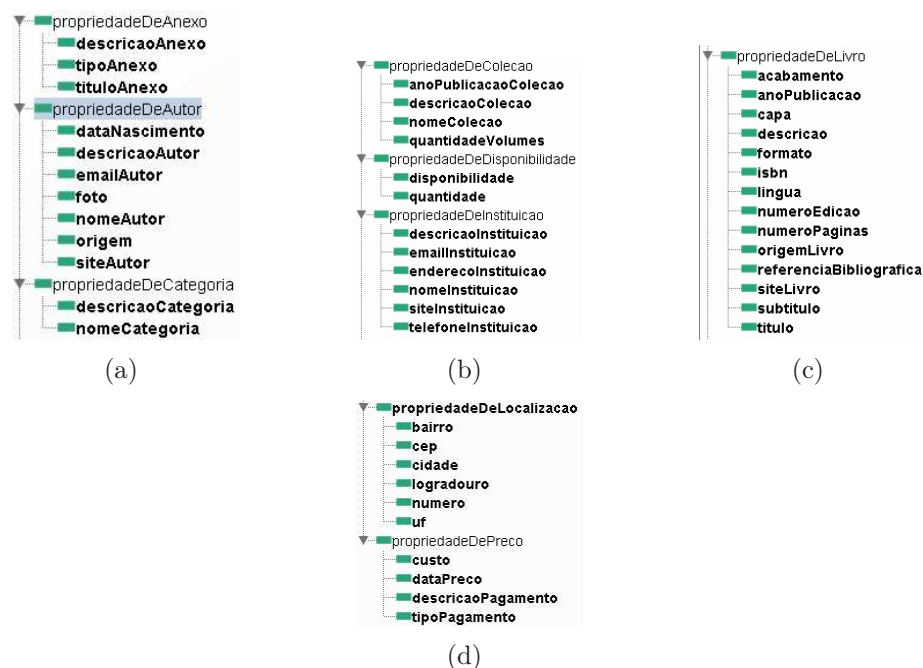 propriedadeDeAnexo
descricaoAnexo
tipoAnexo
tituloAnexo
propriedadeDeAutor
dataNascimento
descricaoAutor
emailAutor
foto
nomeAutor
origem
siteAutor
propriedadeDeCategoria
descricaoCategoria
nomeCategoria
(a)
propriedadeDeColecao
anoPublicacaoColecao
descricaoColecao
nomeColecao
quantidadeVolumes
propriedadeDeDisponibilidade
disponibilidade
quantidade
propriedadeDeInstituicao
descricaoInstituicao
emailInstituicao
enderecoInstituicao
nomeInstituicao
siteInstituicao
telefoneInstituicao
(b)
propriedadeDeLivro
acabamento
anoPublicacao
capa
descricao
formato
isbn
lingua
numeroEdicao
numeroPaginas
origemLivro
referenciaBibliografica
siteLivro
subtitulo
titulo
(c)
propriedadeDeLocalizacao
bairro
cep
cidade
logradouro
numero
uf
propriedadeDePreco
custo
dataPreco
descricaoPagamento
tipoPagamento
(d)